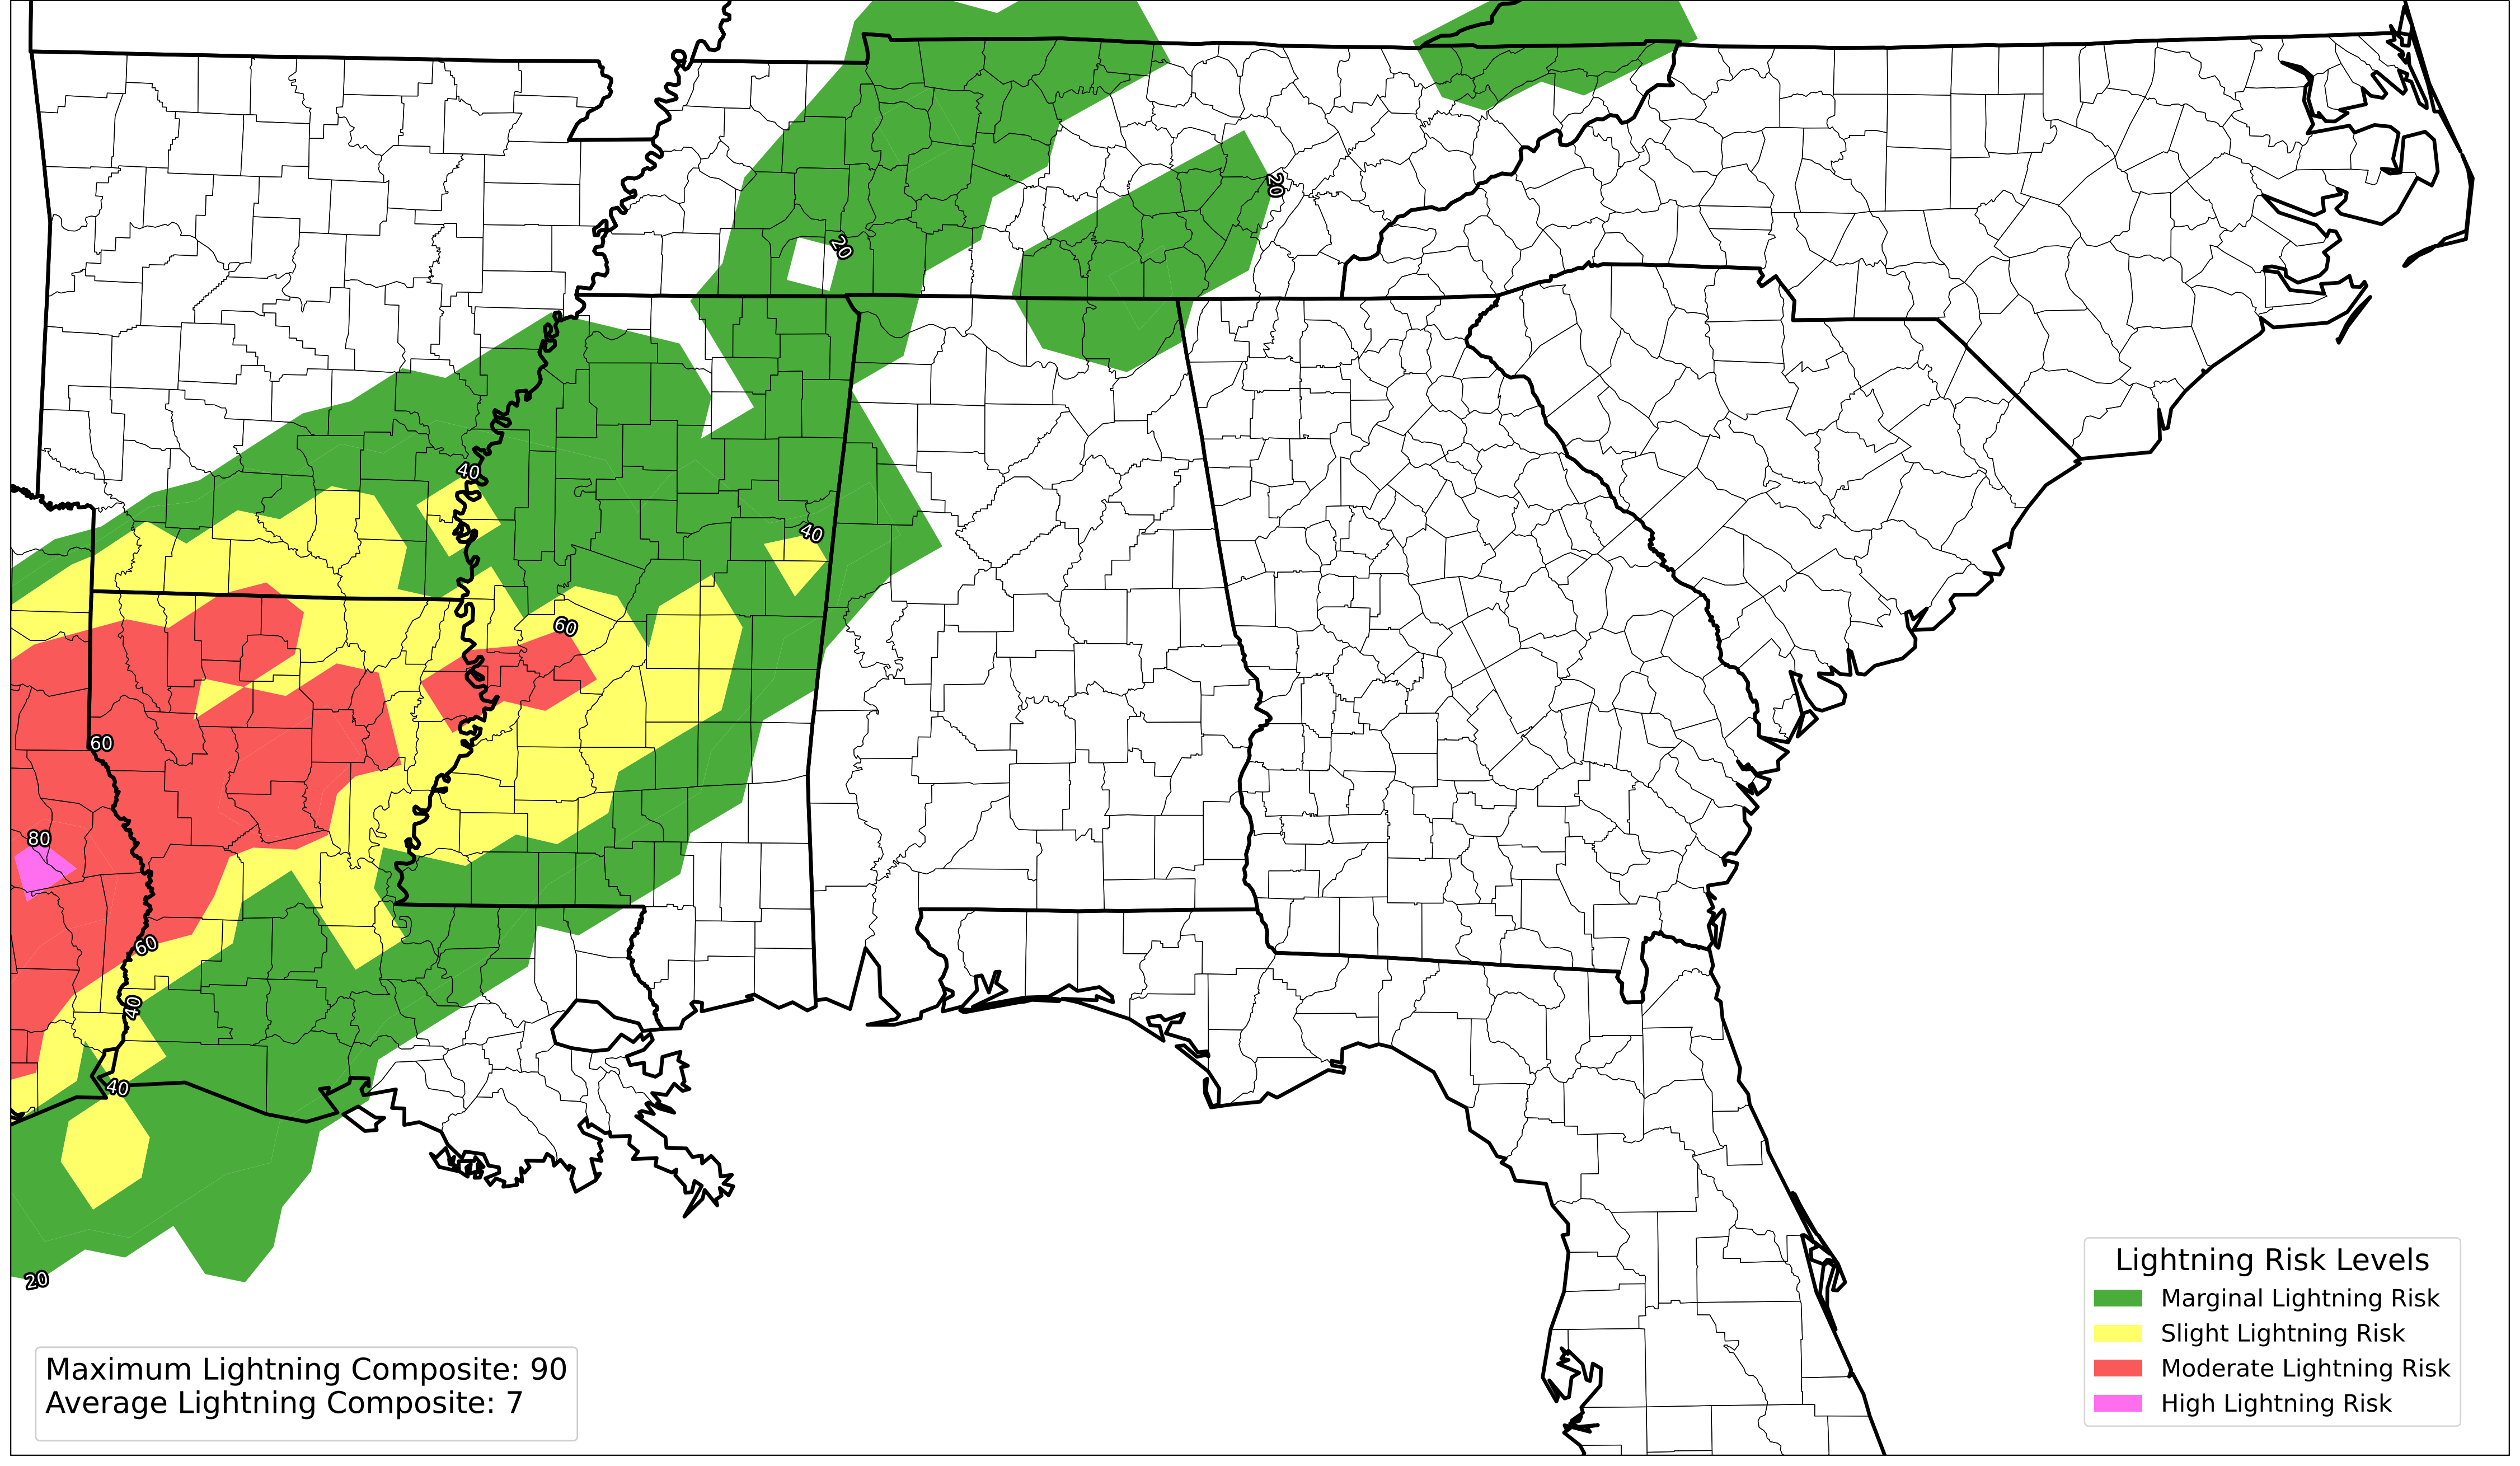 20
20
40
40
60
60
80
60
40
40
20
Lightning Risk Levels
Marginal Lightning Risk
Slight Lightning Risk
Moderate Lightning Risk
High Lightning Risk
Maximum Lightning Composite: 90
Average Lightning Composite: 7